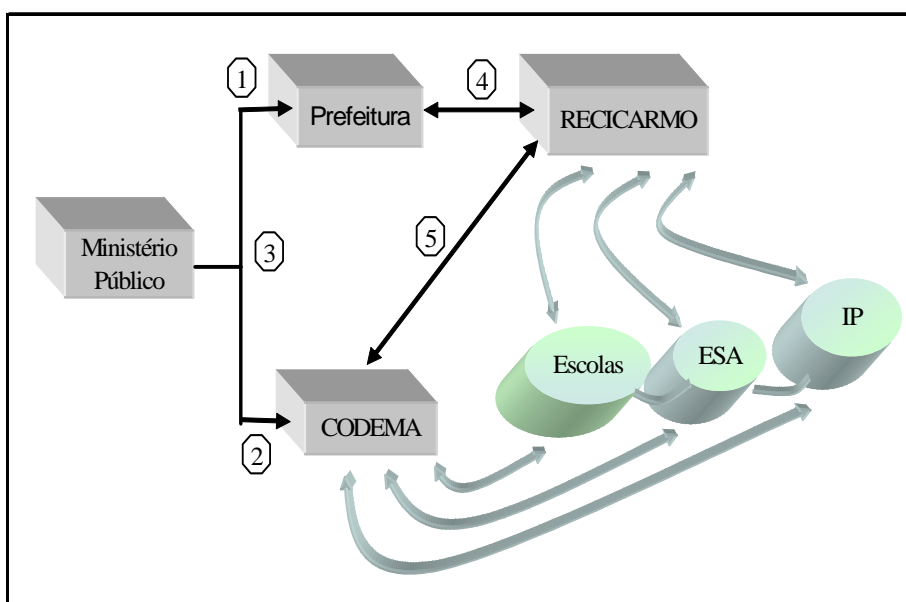 1
Prefeitura
4
RECICARMO
Ministério
Público
3
5
IP
ESA
Escolas
CODEMA
2